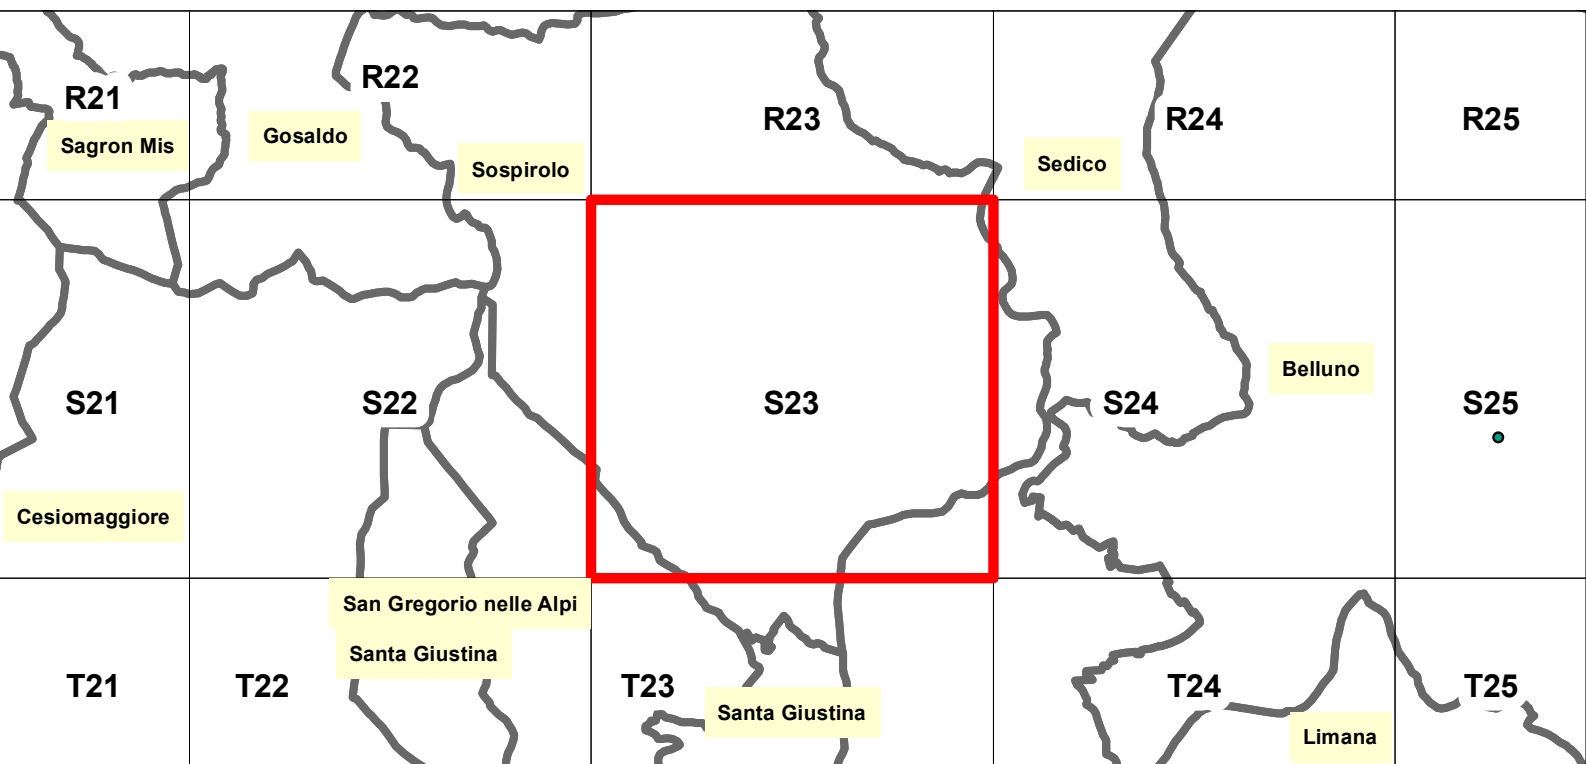 R21
R22
R23
R24
R25
Sagron Mis
Gosaldo
Sospirolo
Sedico
Belluno
S21
S22
S23
S24
S25
Cesiomaggiore
San Gregorio nelle Alpi
Santa Giustina
T21
T22
T23
T24
T25
Santa Giustina
Limana